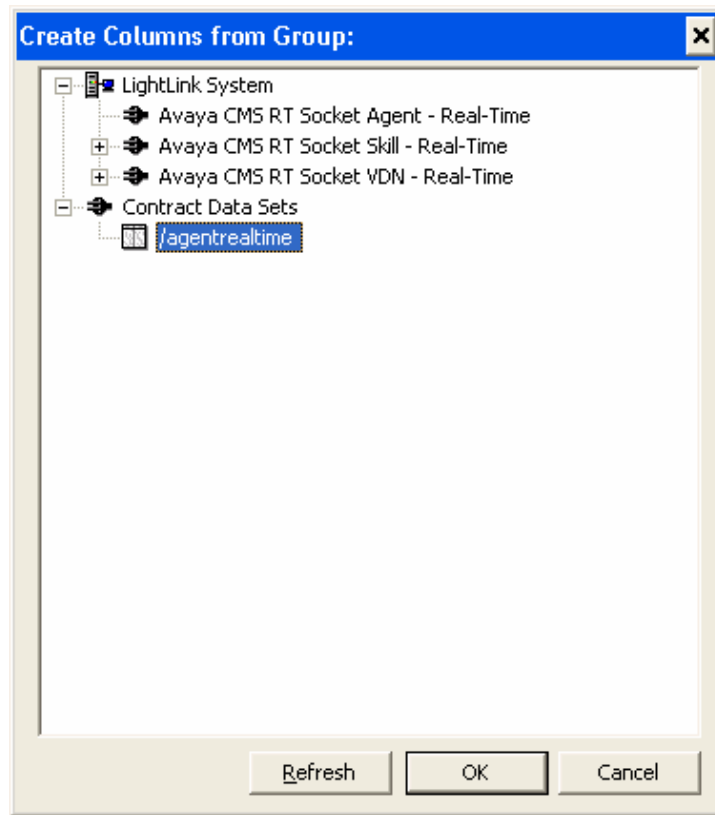 Create Columns from Group:
LightLink System
Avaya CMS RT Socket Agent - Real-Time
Avaya CMS RT Socket Skill - Real-Time
Avaya CMS RT Socket VDN - Real-Time
Contract Data Sets
/agentrealtime
Refresh OK Cancel